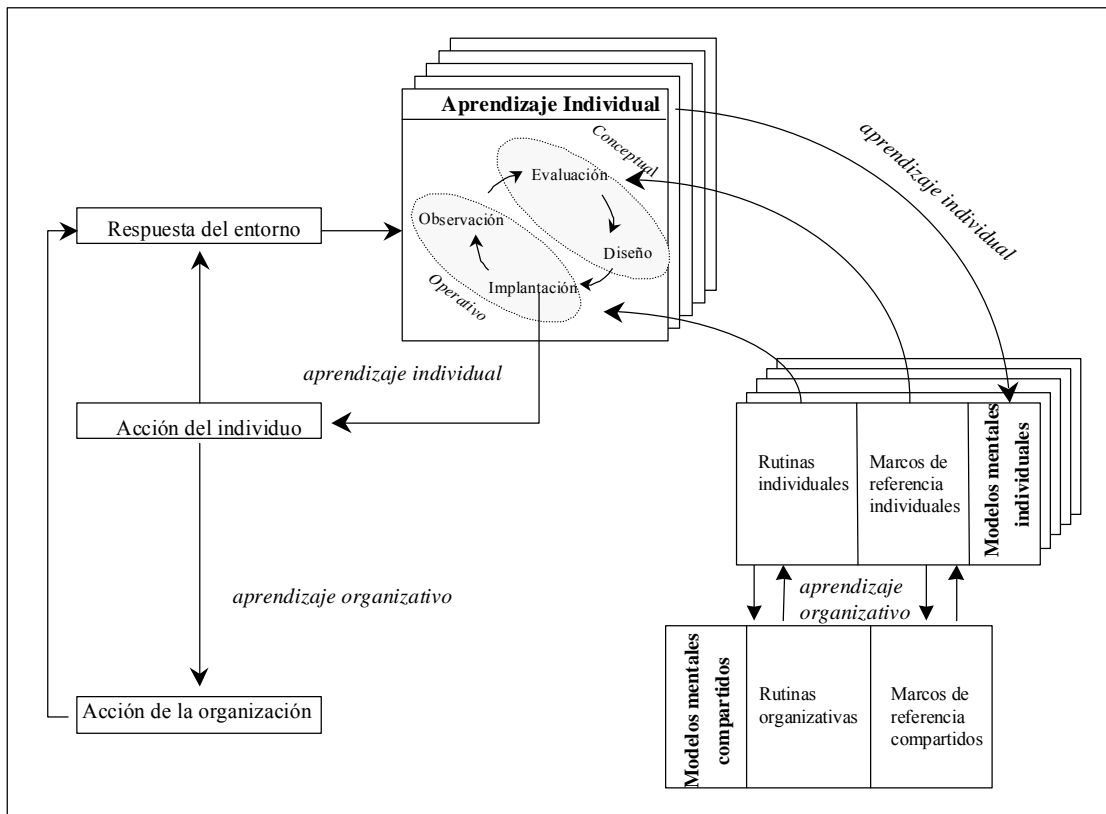 Aprendizaje Individual
Conceptual
Evaluación
Observación
Diseño
Implantación
Operativo
aprendizaje individual
Respuesta del entorno
aprendizaje individual
Acción del individuo
Rutinas
individuales
Marcos de
referencia
individuales
Modelos mentales
individuales
aprendizaje organizativo
aprendizaje
organizativo
Modelos mentales
compartidos
Rutinas
organizativas
Marcos de
referencia
compartidos
Acción de la organización